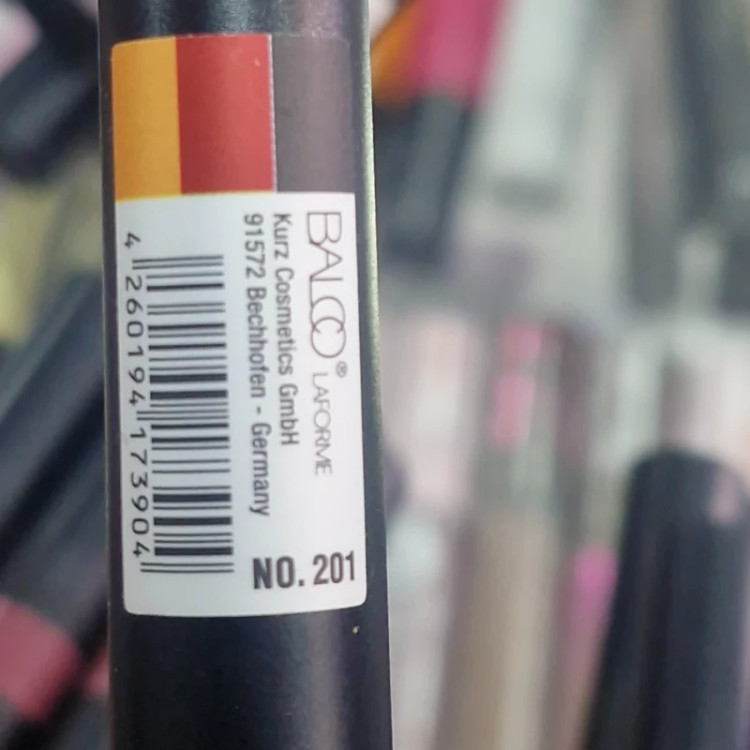 BALCO® LAFORME
Kurz Cosmetics GmbH
91572 Bechhofen - Germany
4 260194 173904
NO. 201